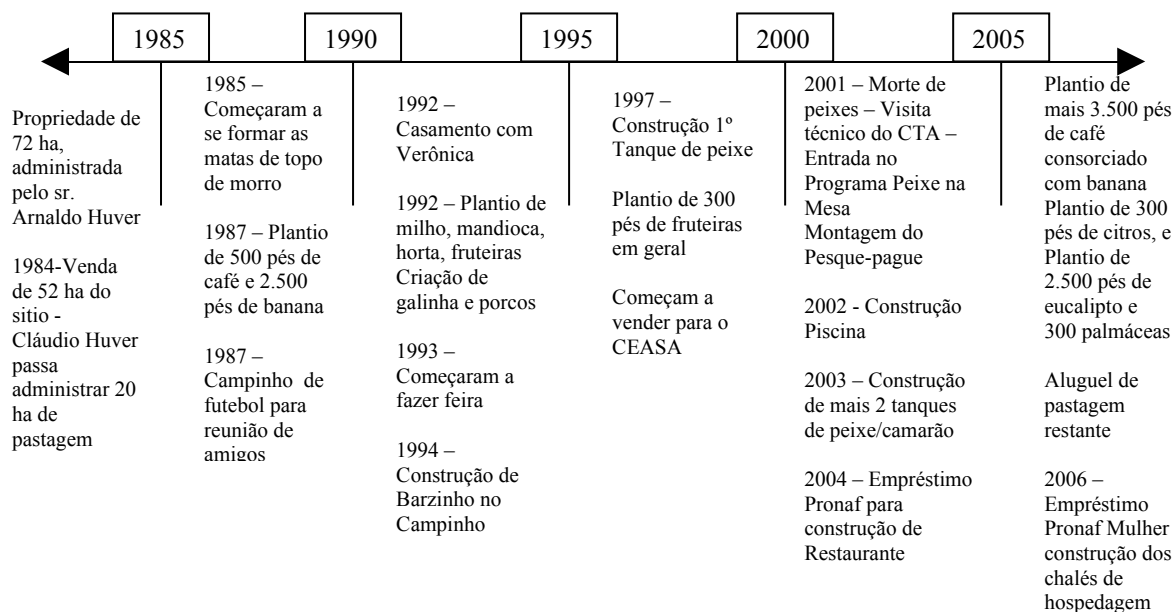 1985
1990
1995
2000
2005
Propriedade de
72 ha,
administrada
pelo sr.
Arnaldo Huver
1984-Venda
de 52 ha do
sitio -
Cláudio Huver
passa
administrar 20
ha de
pastagem
1985 –
Começaram a
se formar as
matas de topo
de morro
1987 – Plantio
de 500 pés de
café e 2.500
pés de banana
1987 –
Campinho de
futebol para
reunião de
amigos
1992 –
Casamento com
Verônica
1992 – Plantio de
milho, mandioca,
horta, fruteiras
Criação de
galinha e porcos
1993 –
Começaram a
fazer feira
1994 –
Construção de
Barzinho no
Campinho
1997 –
Construção 1º
Tanque de peixe
Plantio de 300
pés de fruteiras
em geral
Começam a
vender para o
CEASA
2001 – Morte de
peixes – Visita
técnico do CTA –
Entrada no
Programa Peixe na
Mesa
Montagem do
Pesque-pague
2002 - Construção
Piscina
2003 – Construção
de mais 2 tanques
de peixe/camarão
2004 – Empréstimo
Pronaf para
construção de
Restaurante
Plantio de
mais 3.500 pés
de café
consorciado
com banana
Plantio de 300
pés de citros, e
Plantio de
2.500 pés de
eucalipto e
300 palmáceas
Aluguel de
pastagem
restante
2006 –
Empréstimo
Pronaf Mulher
construção dos
chalés de
hospedagem